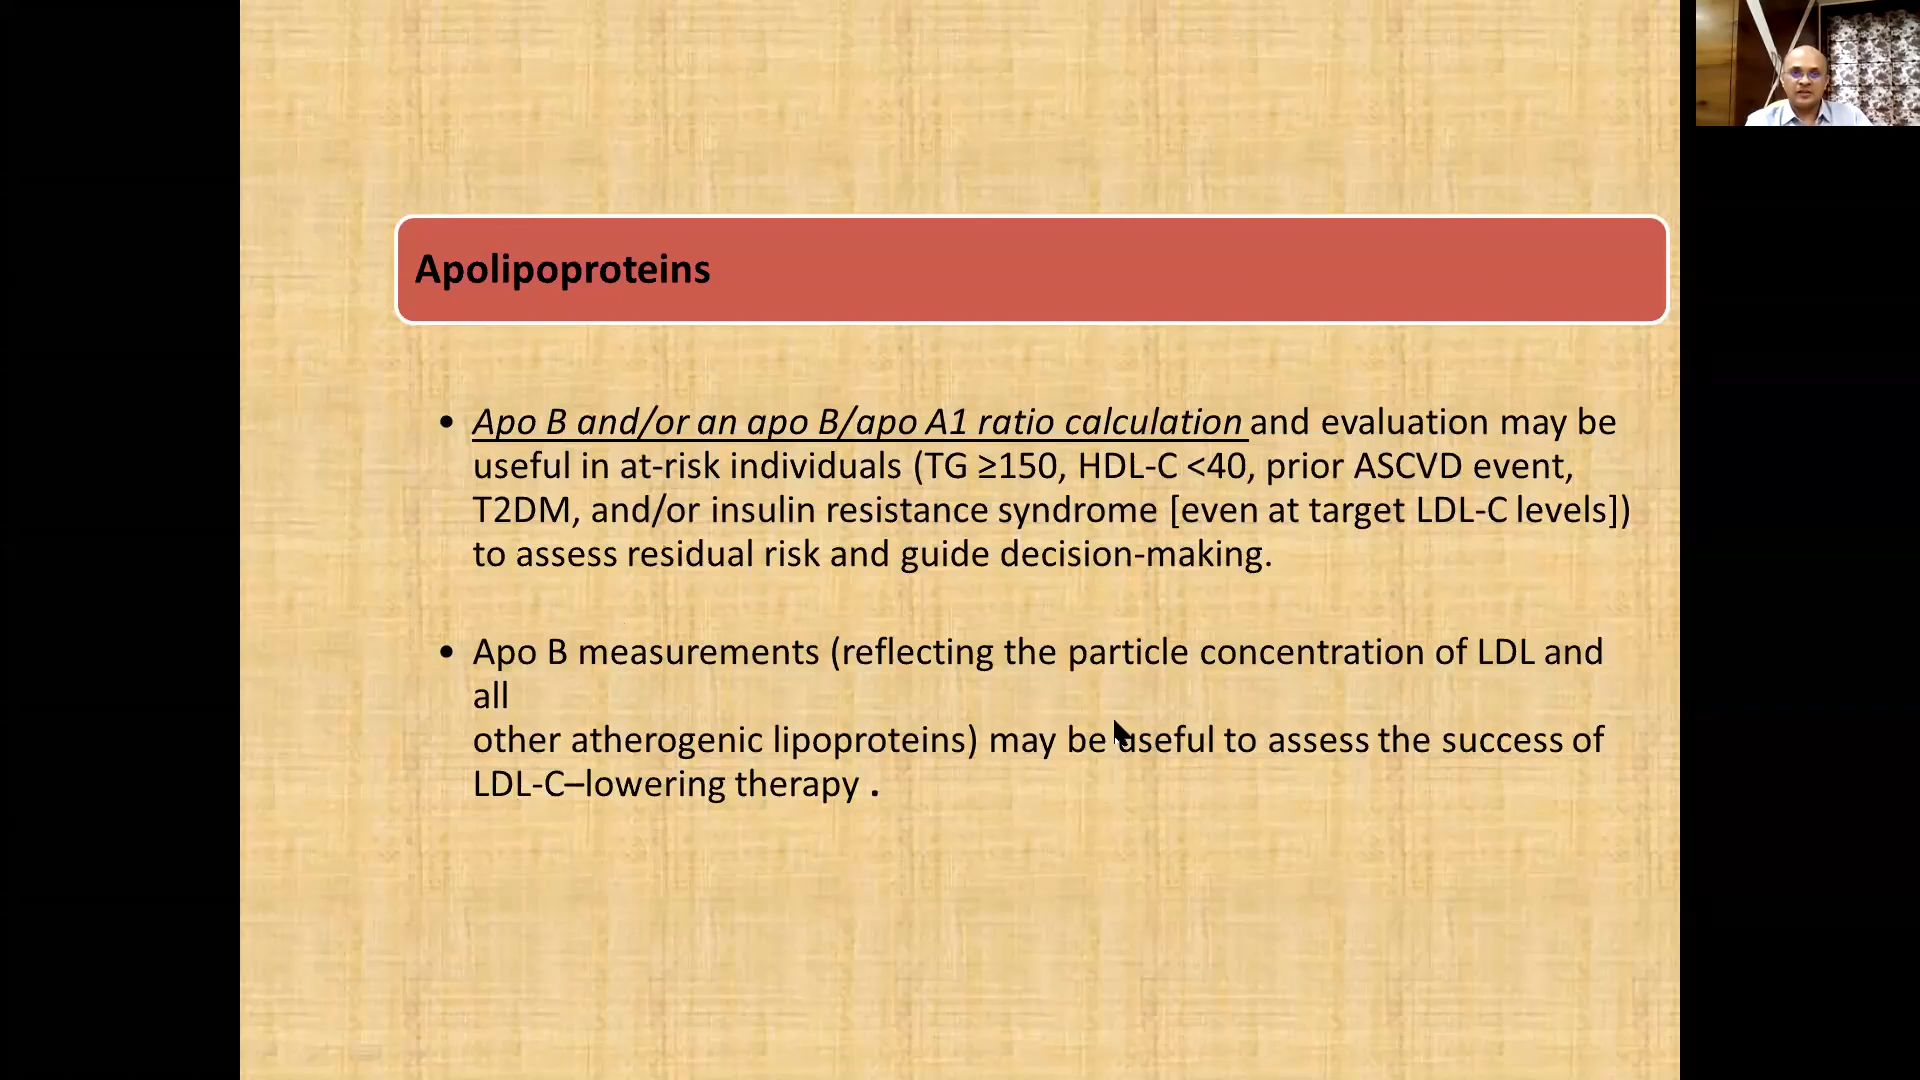 Apolipoproteins
• Apo B and/or an apo B/apo A1 ratio calculation and evaluation may be
useful in at-risk individuals (TG ≥150, HDL-C <40, prior ASCVD event,
T2DM, and/or insulin resistance syndrome [even at target LDL-C levels])
to assess residual risk and guide decision-making.
• Apo B measurements (reflecting the particle concentration of LDL and
all
other atherogenic lipoproteins) may be useful to assess the success of
LDL-C–lowering therapy .